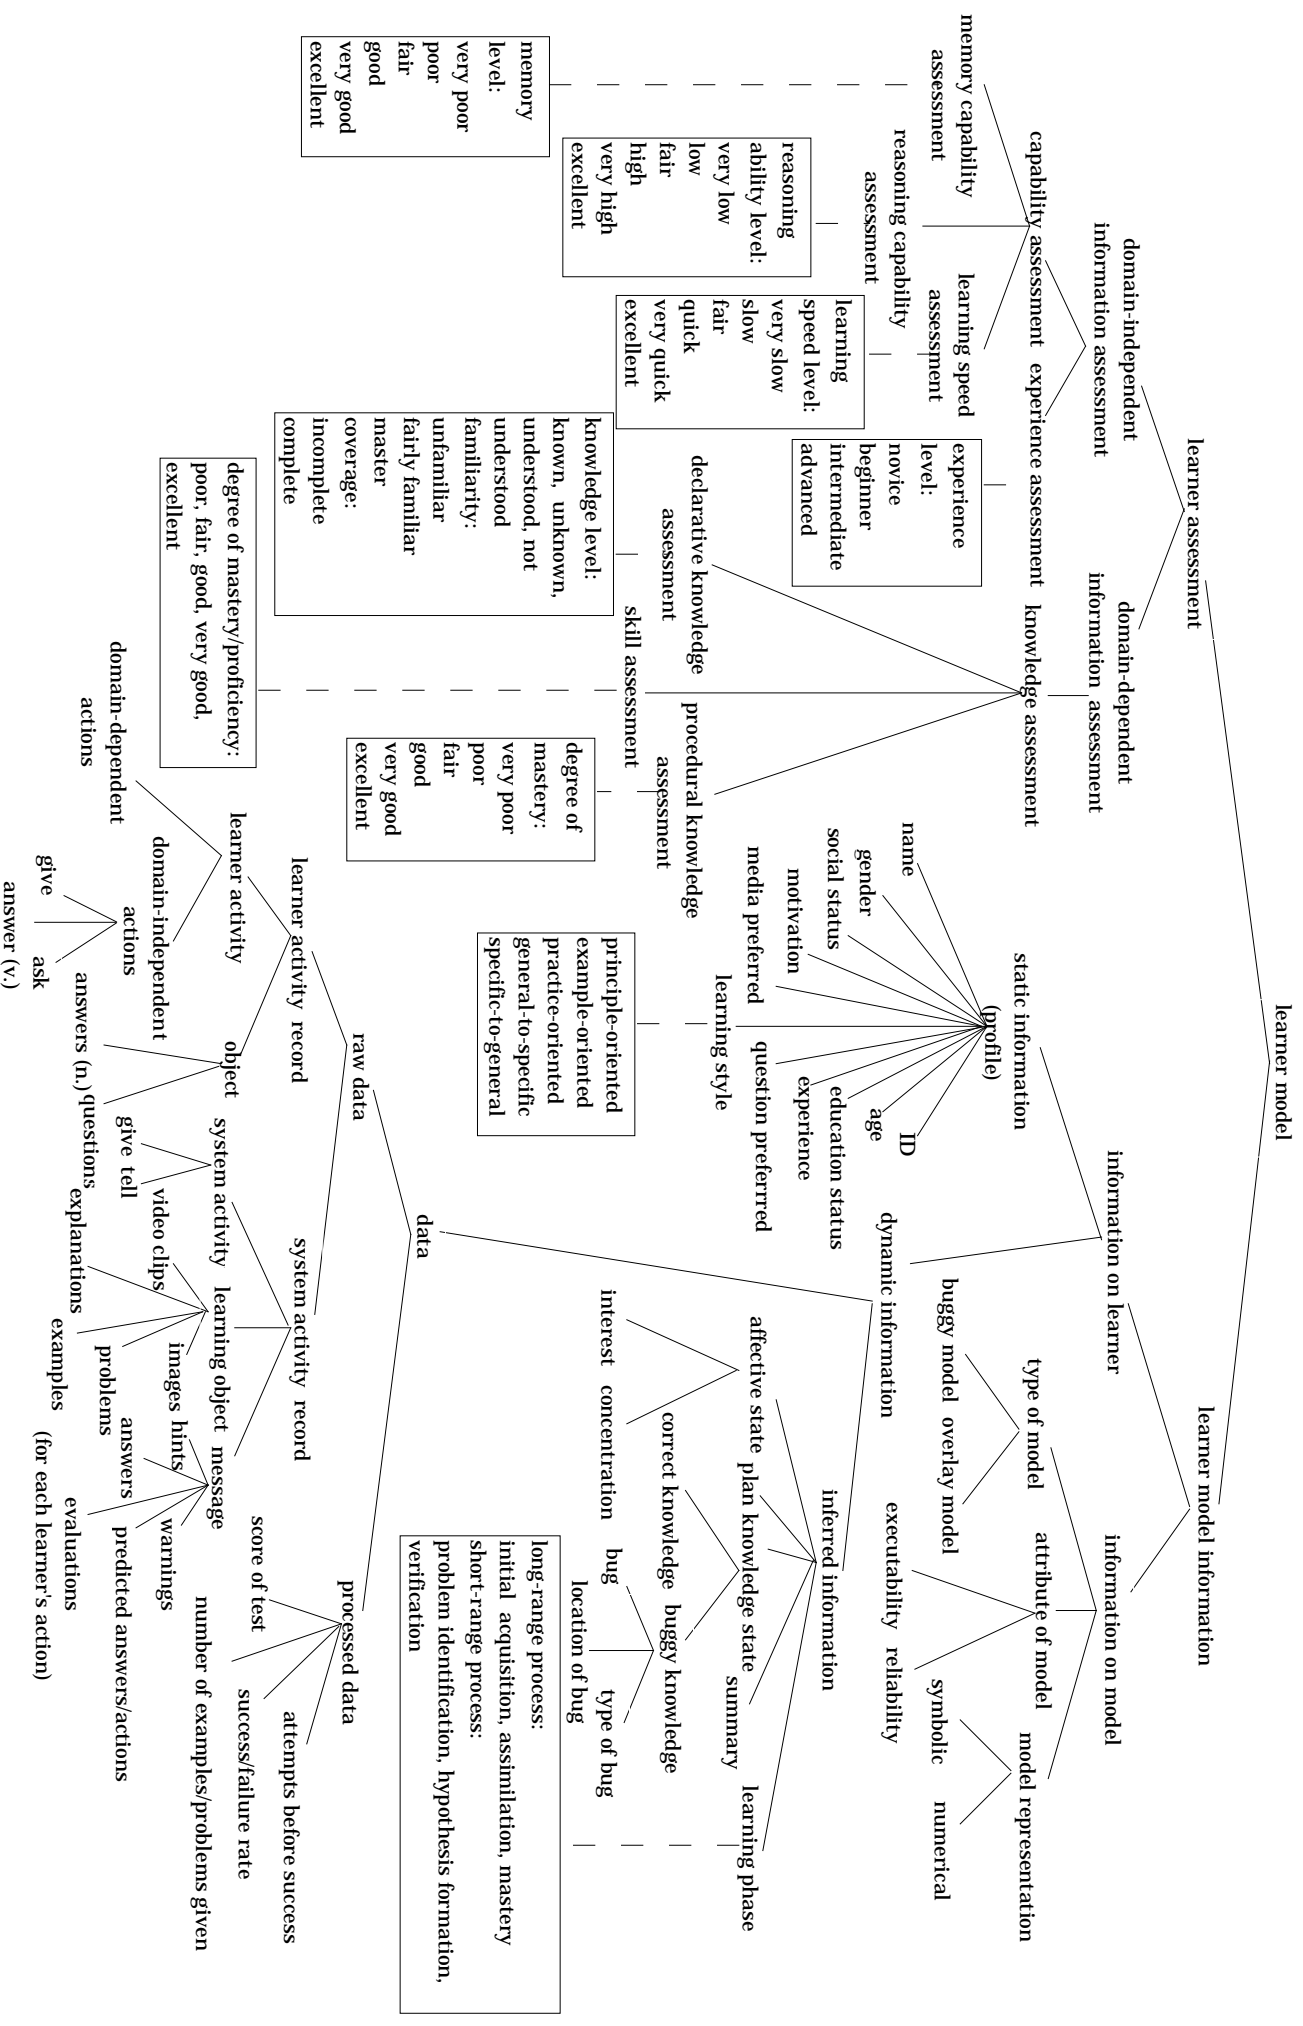 learner model
learner assessment
learner model information
domain-independent
information assessment
domain-dependent
information assessment
information on learner
information on model
capability assessment
experience assessment
knowledge assessment
static information
(profile)
type of model
attribute of model
model representation
memory capability
assessment
reasoning capability
assessment
learning speed
assessment
experience
level:
novice
beginner
intermediate
advanced
name
gender
social status
motivation
media preferred
learning style
question preferrred
experience
education status
age
ID
dynamic information
buggy model
overlay model
executability
reliability
symbolic
numerical
memory
level:
very poor
poor
fair
good
very good
excellent
reasoning
ability level:
very low
low
fair
high
very high
excellent
learning
speed level:
very slow
slow
fair
quick
very quick
excellent
declarative knowledge
assessment
skill assessment
procedural knowledge
assessment
inferred information
affective state
plan
knowledge state
summary
learning phase
knowledge level:
known, unknown,
understood, not
understood
familiarity:
unfamiliar
fairly familiar
master
coverage:
incomplete
complete
degree of mastery/proficiency:
poor, fair, good, very good,
excellent
degree of
mastery:
very poor
poor
fair
good
very good
excellent
principle-oriented
example-oriented
practice-oriented
general-to-specific
specific-to-general
interest
concentration
correct knowledge
buggy knowledge
bug
location of bug
type of bug
long-range process:
initial acquisition, assimilation, mastery
short-range process:
problem identification, hypothesis formation,
verification
data
raw data
processed data
learner activity record
system activity record
learner activity
object
system activity
learning object
message
score of test
number of examples/problems given
success/failure rate
attempts before success
domain-dependent
actions
domain-independent
actions
give
answer (v.)
ask
answers (n.)
questions
give
tell
video clips
explanations
examples
problems
images
hints
answers
evaluations
(for each learner's action)
predicted answers/actions
warnings